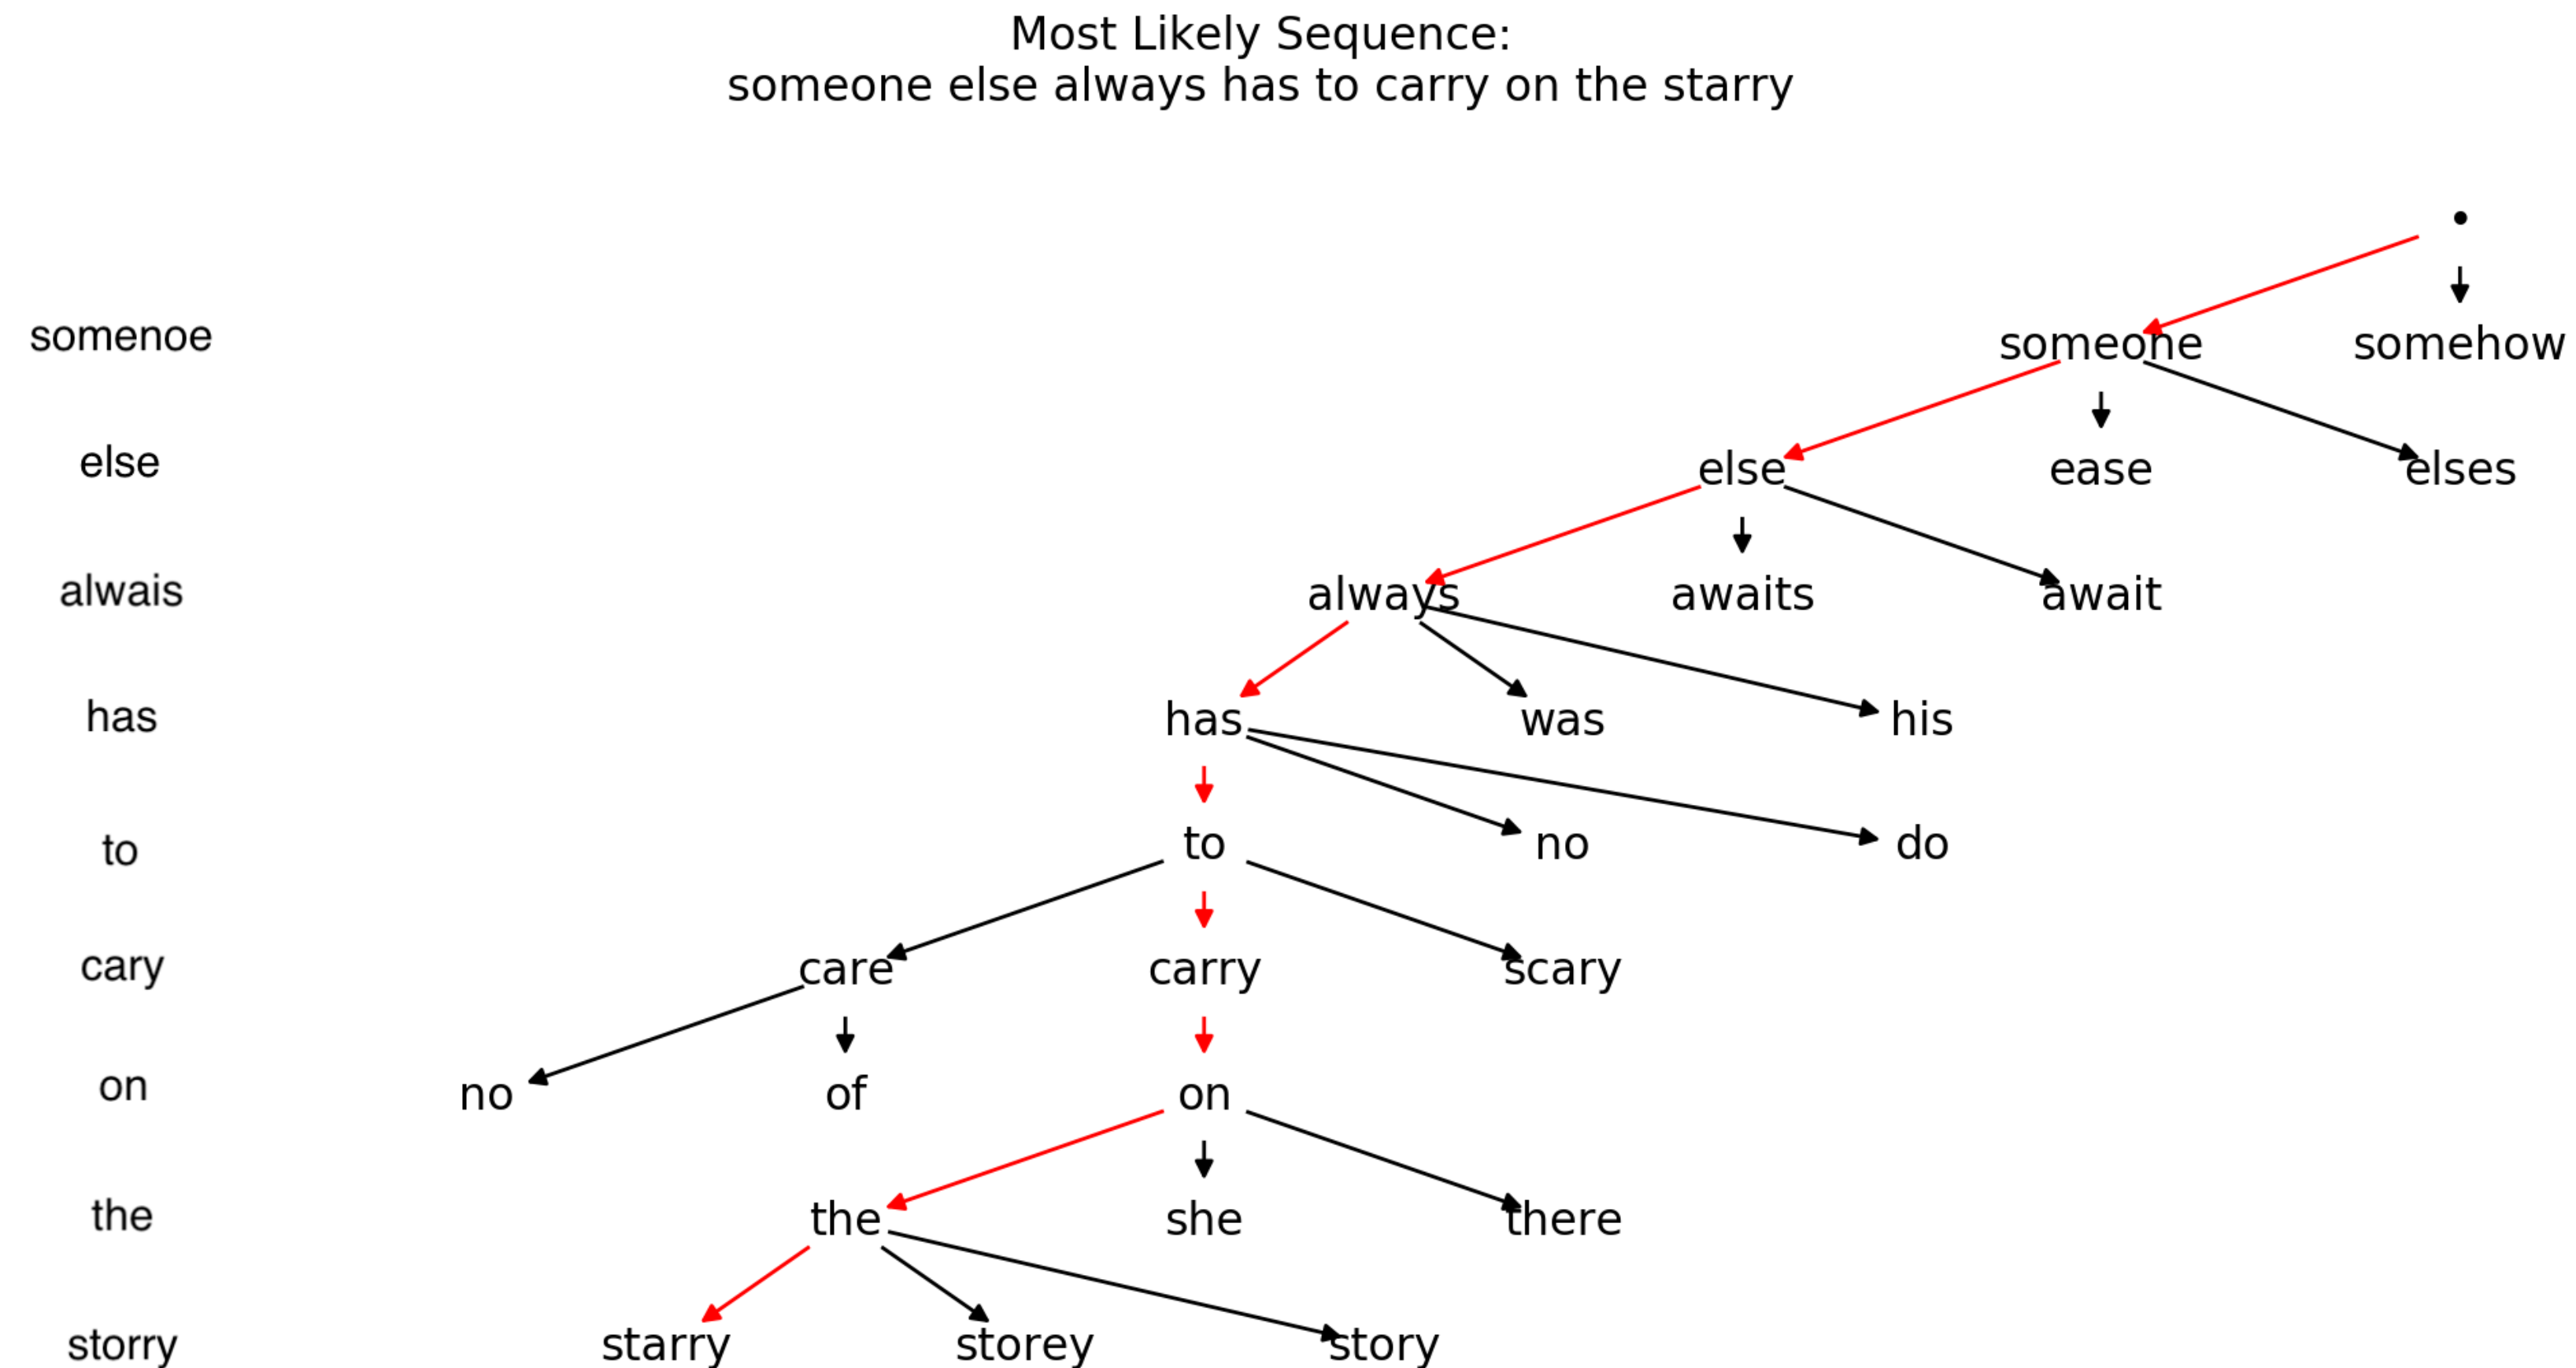 Most Likely Sequence:
someone else always has to carry on the starry
somenoe someone somehow
else else ease elses
alwais always awaits await
has has was his
to to no do
cary care carry scary
on no of on
the the she there
storry starry storey story